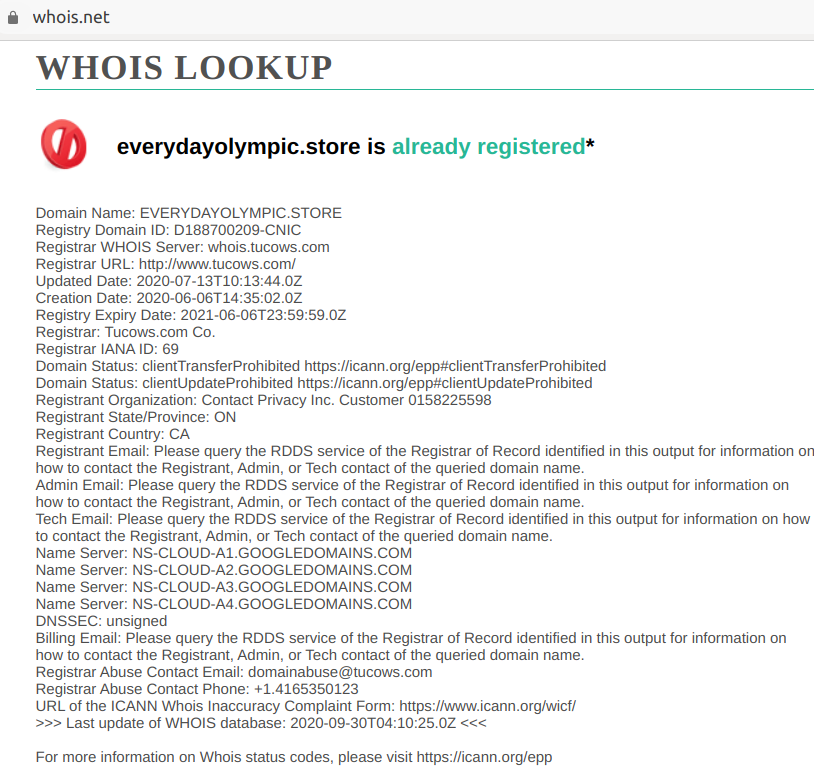 whois.net
WHOIS LOOKUP
everydayolympic.store is already registered*
Domain Name: EVERYDAYOLYMPIC.STORE
Registry Domain ID: D188700209-CNIC
Registrar WHOIS Server: whois.tucows.com
Registrar URL: http://www.tucows.com/
Updated Date: 2020-07-13T10:13:44.0Z
Creation Date: 2020-06-06T14:35:02.0Z
Registry Expiry Date: 2021-06-06T23:59:59.0Z
Registrar: Tucows.com Co.
Registrar IANA ID: 69
Domain Status: clientTransferProhibited https://icann.org/epp#clientTransferProhibited
Domain Status: clientUpdateProhibited https://icann.org/epp#clientUpdateProhibited
Registrant Organization: Contact Privacy Inc. Customer 0158225598
Registrant State/Province: ON
Registrant Country: CA
Registrant Email: Please query the RDDS service of the Registrar of Record identified in this output for information on
how to contact the Registrant, Admin, or Tech contact of the queried domain name.
Admin Email: Please query the RDDS service of the Registrar of Record identified in this output for information on
how to contact the Registrant, Admin, or Tech contact of the queried domain name.
Tech Email: Please query the RDDS service of the Registrar of Record identified in this output for information on how
to contact the Registrant, Admin, or Tech contact of the queried domain name.
Name Server: NS-CLOUD-A1.GOOGLEDOMAINS.COM
Name Server: NS-CLOUD-A2.GOOGLEDOMAINS.COM
Name Server: NS-CLOUD-A3.GOOGLEDOMAINS.COM
Name Server: NS-CLOUD-A4.GOOGLEDOMAINS.COM
DNSSEC: unsigned
Billing Email: Please query the RDDS service of the Registrar of Record identified in this output for information on
how to contact the Registrant, Admin, or Tech contact of the queried domain name.
Registrar Abuse Contact Email: domainabuse@tucows.com
Registrar Abuse Contact Phone: +1.4165350123
URL of the ICANN Whois Inaccuracy Complaint Form: https://www.icann.org/wicf/
>>> Last update of WHOIS database: 2020-09-30T04:10:25.0Z <<<
For more information on Whois status codes, please visit https://icann.org/epp